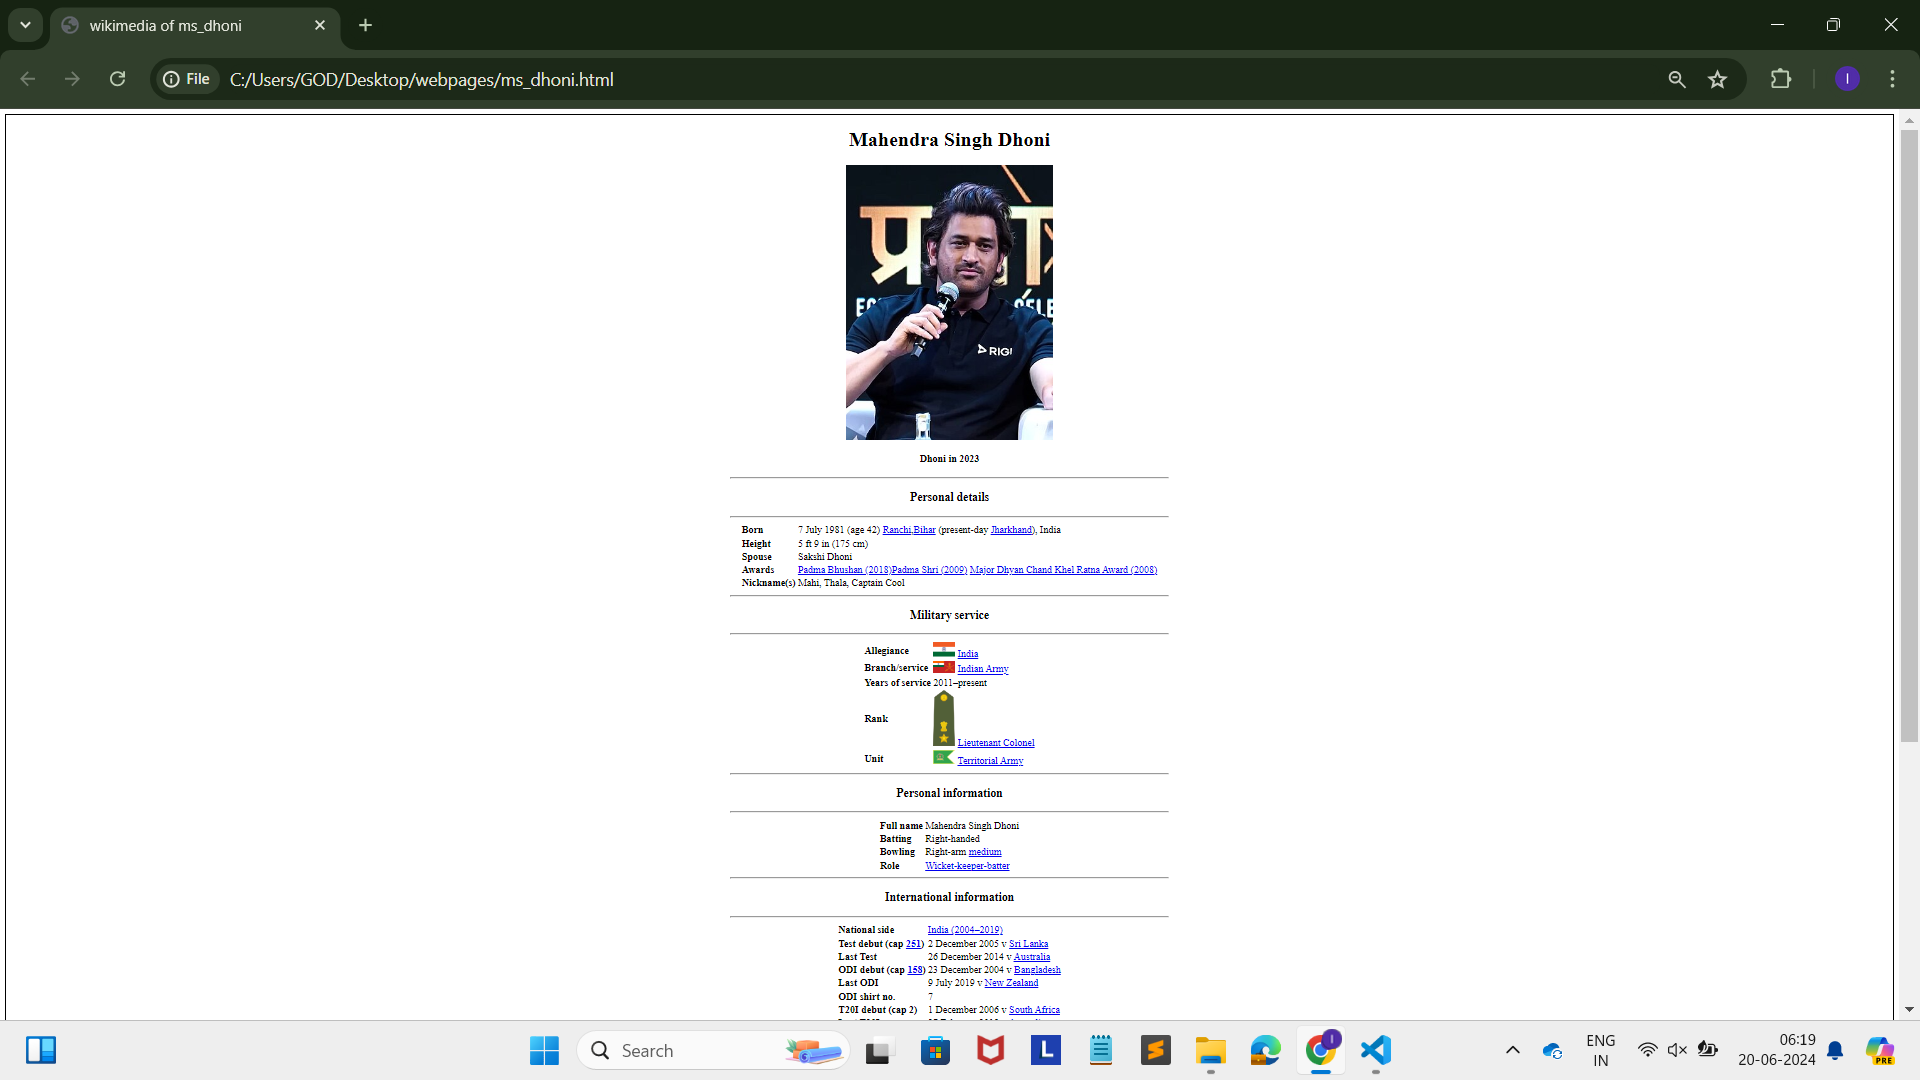 wikimedia of ms_dhoni
File C:/Users/GOD/Desktop/webpages/ms_dhoni.html
I
Mahendra Singh Dhoni
RIGI
Dhoni in 2023
Personal details
Born 7 July 1981 (age 42) Ranchi,Bihar (present-day Jharkhand), India
Height 5 ft 9 in (175 cm)
Spouse Sakshi Dhoni
Awards Padma Bhushan (2018)Padma Shri (2009) Major Dhyan Chand Khel Ratna Award (2008)
Nickname(s) Mahi, Thala, Captain Cool
Military service
Allegiance India
Branch/service Indian Army
Years of service 2011–present
Rank Lieutenant Colonel
Unit Territorial Army
Personal information
Full name Mahendra Singh Dhoni
Batting Right-handed
Bowling Right-arm medium
Role Wicket-keeper-batter
International information
National side India (2004–2019)
Test debut (cap 251) 2 December 2005 v Sri Lanka
Last Test 26 December 2014 v Australia
ODI debut (cap 158) 23 December 2004 v Bangladesh
Last ODI 9 July 2019 v New Zealand
ODI shirt no. 7
T20I debut (cap 2) 1 December 2006 v South Africa
Search
L
I
ENG
IN
06:19
20-06-2024
PRE